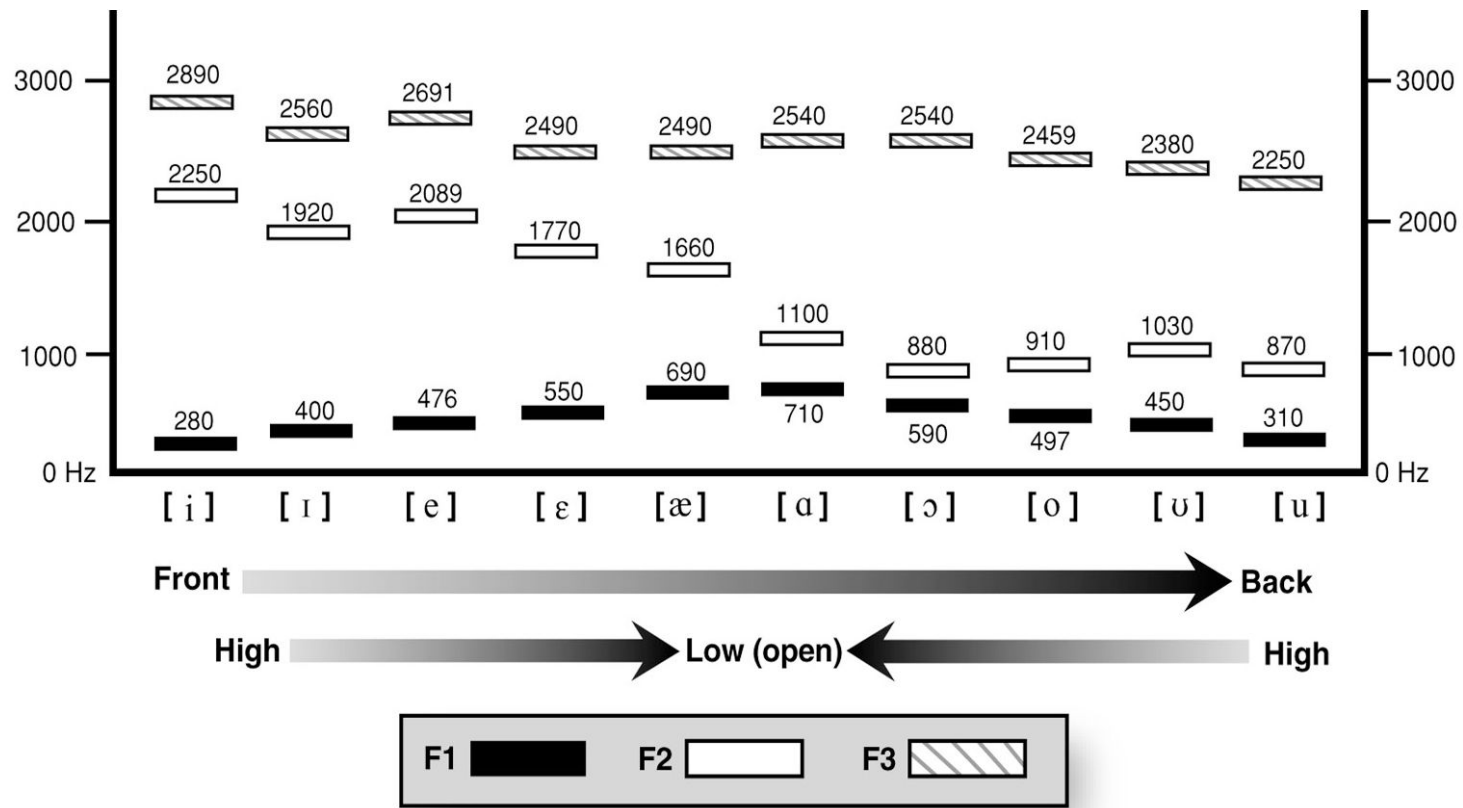 3000 2890 2560 2691 2490 2490 2540 2540 2459 2380 2250 3000
2000 2250 1920 2089 1770 1660 2000
1000 1100 880 910 1030 870 1000
280 400 476 550 690 710 590 497 450 310
0 Hz 0 Hz
[i] [ɪ] [e] [ɛ] [æ] [ɑ] [ɔ] [o] [ʊ] [u]
Front Back
High Low (open) High
F1 F2 F3